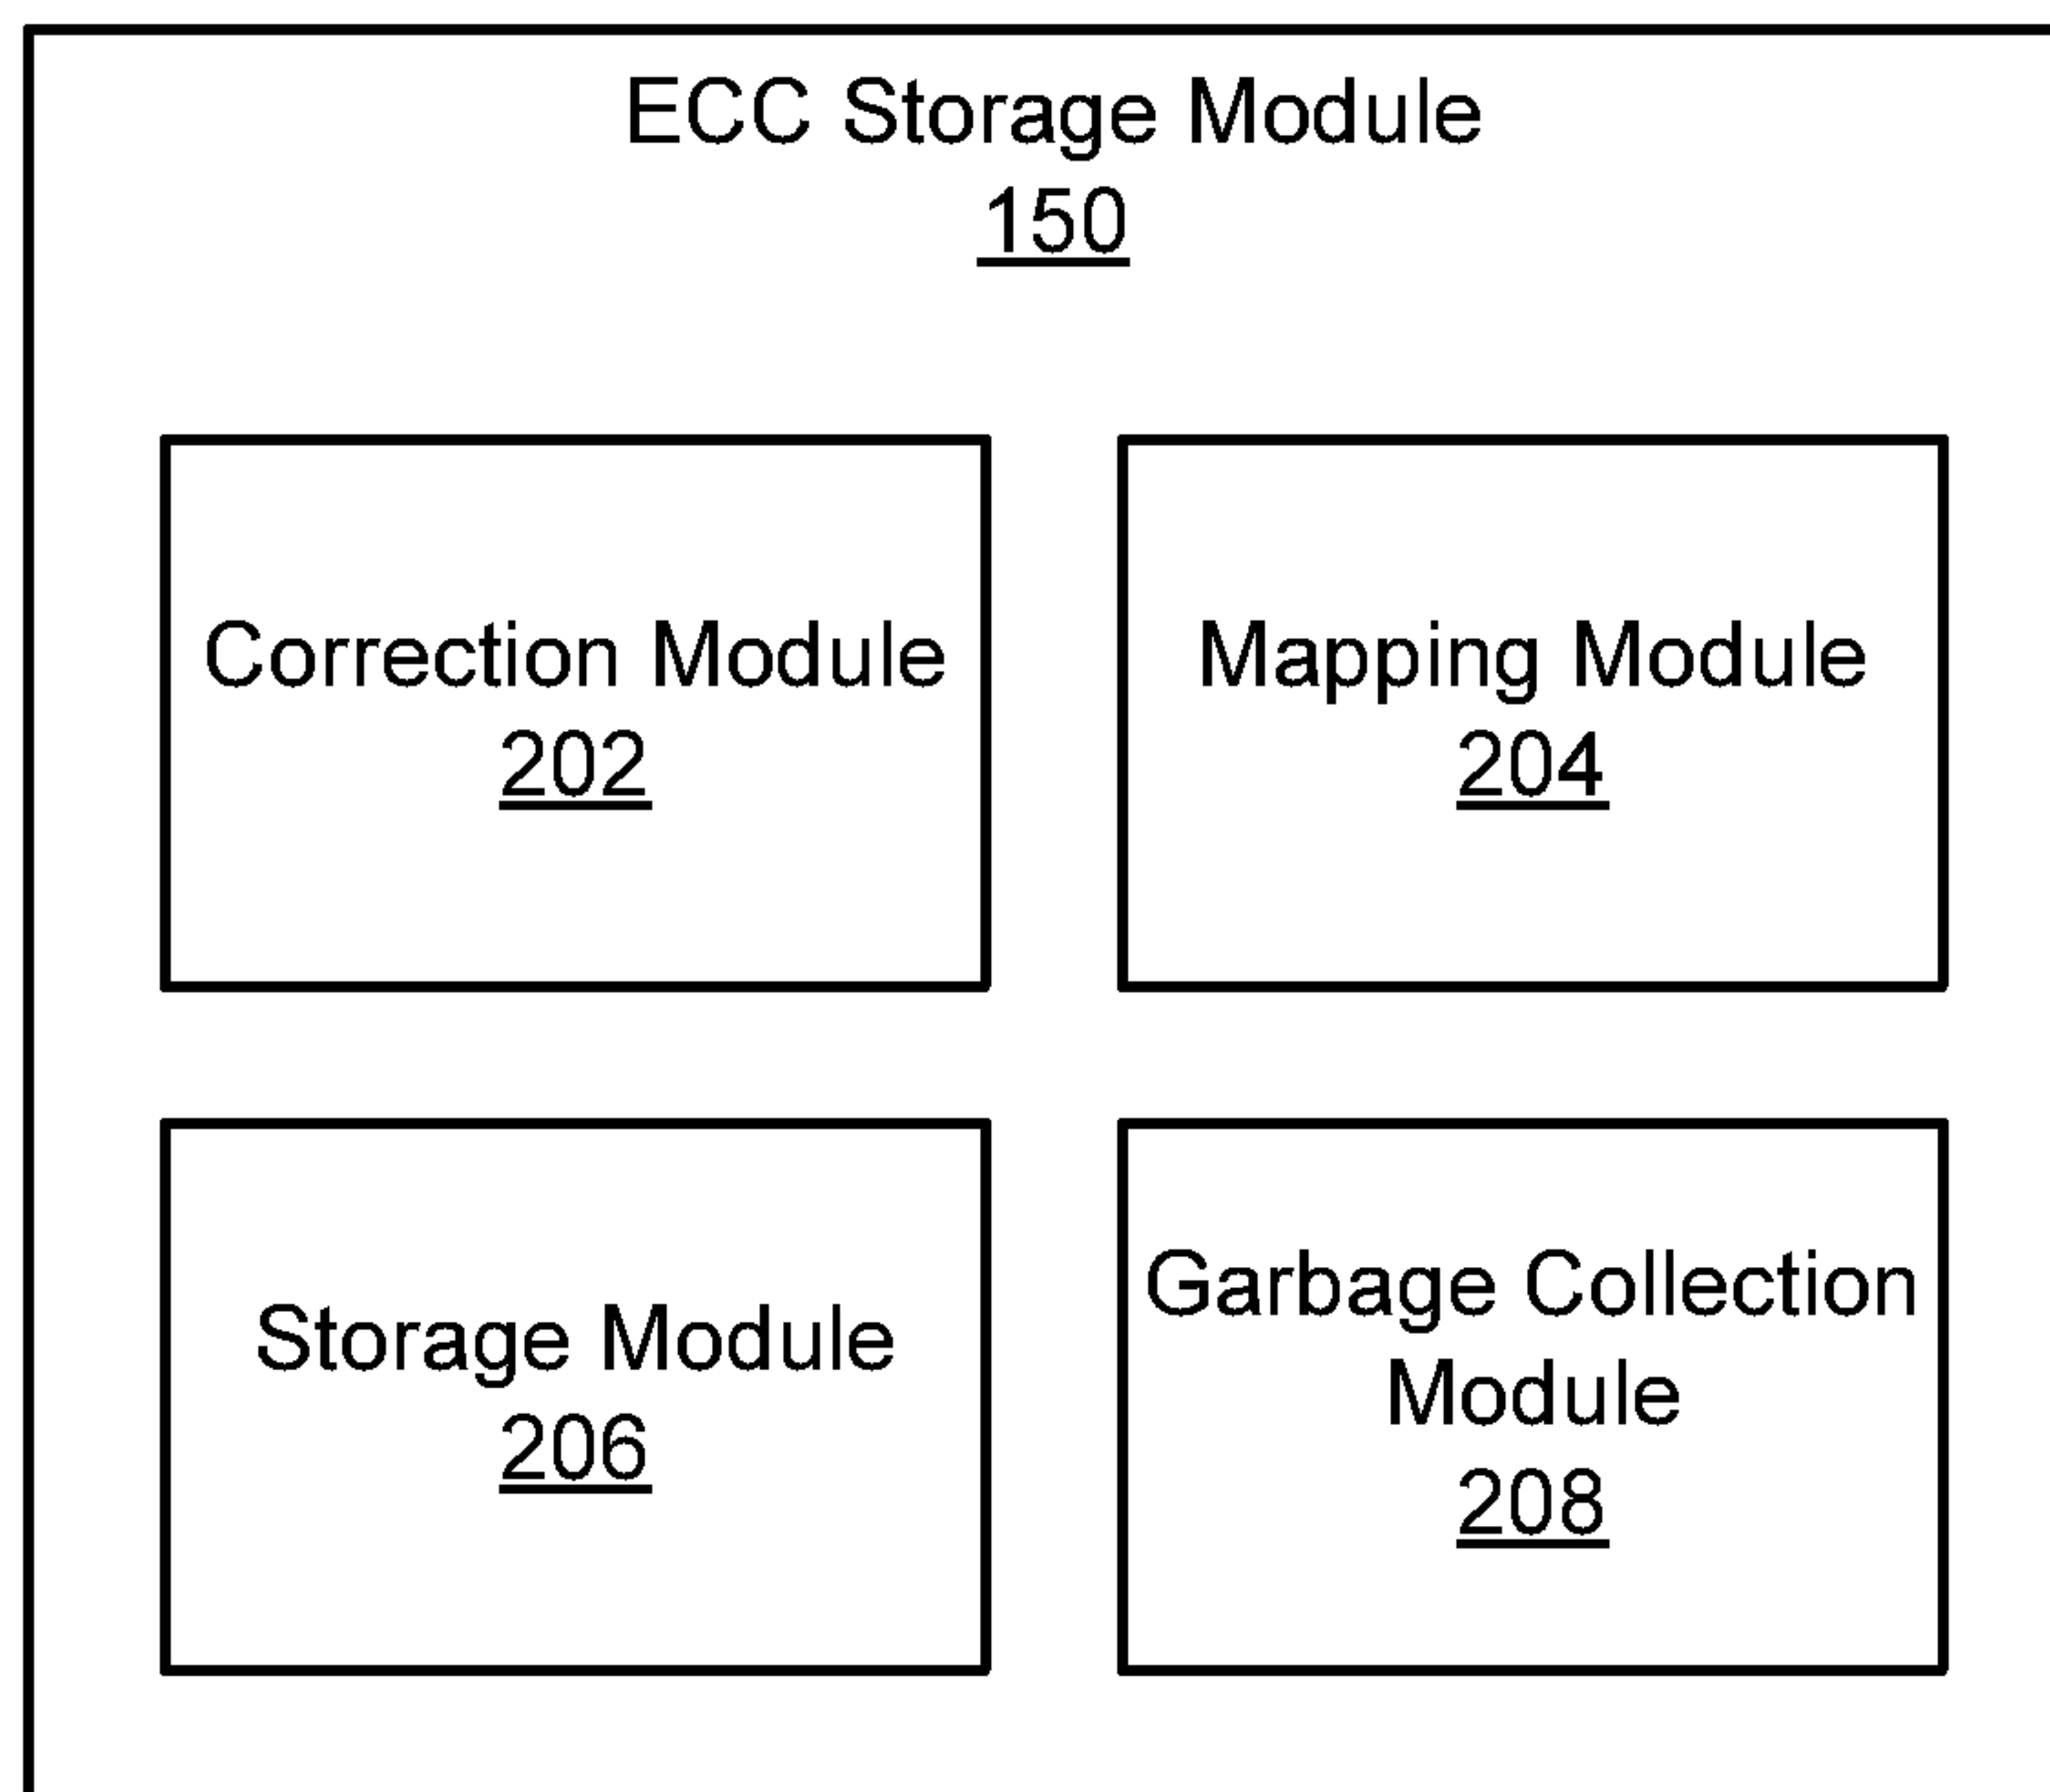 ECC Storage Module
150
Correction Module
202
Mapping Module
204
Storage Module
206
Garbage Collection
Module
208